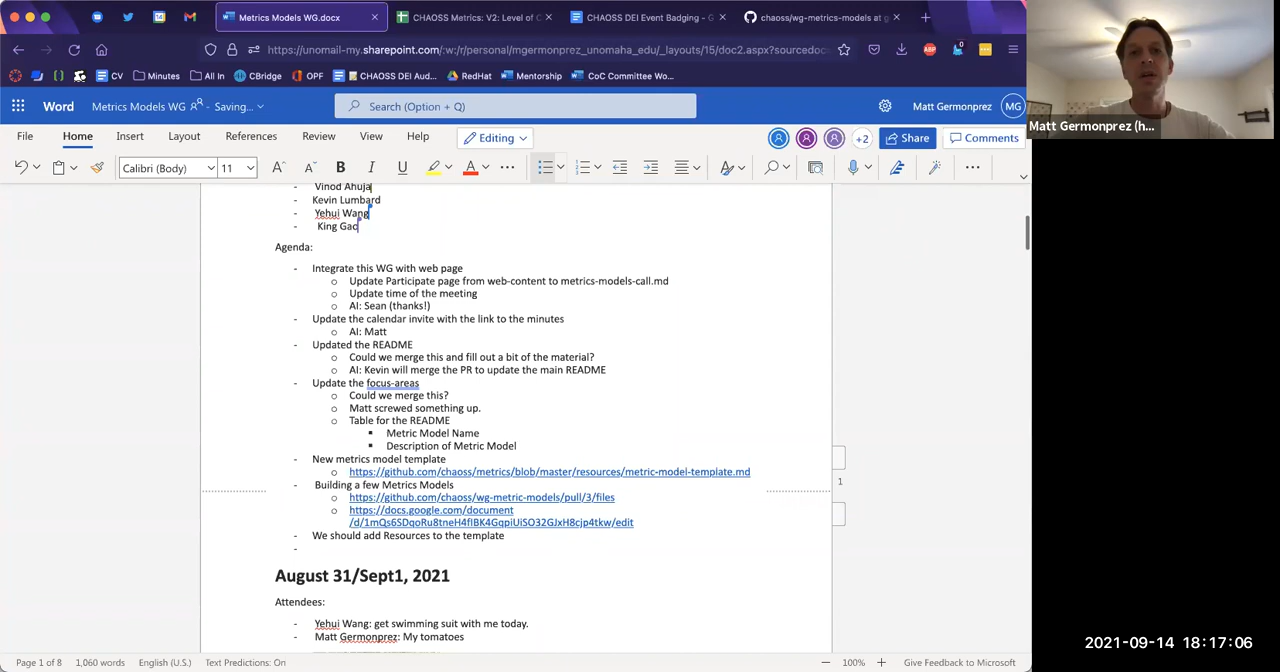 Metrics Models WG.docx
CHAOSS Metrics: V2: Level of C
CHAOSS DEI Event Badging - G
chaoss/wg-metrics-models at g
https://unomail-my.sharepoint.com/:w:/r/personal/mgermonprez_unomaha_edu/_layouts/15/doc2.aspx?sourcedoc
CV Minutes All In CBridge OPF CHAOSS DEI Aud... RedHat Mentorship CoC Committee Wo...
Word Metrics Models WG - Saving... Search (Option + Q) Matt Germonprez MG
Matt Germonprez (h...
File Home Insert Layout References Review View Help Editing +2 Share Comments
Calibri (Body) 11
- Vinod Ahuja
- Kevin Lumbard
- Yehui Wang
- King Gao
Agenda:
- Integrate this WG with web page
o Update Participate page from web-content to metrics-models-call.md
o Update time of the meeting
o AI: Sean (thanks!)
- Update the calendar invite with the link to the minutes
o AI: Matt
- Updated the README
o Could we merge this and fill out a bit of the material?
o AI: Kevin will merge the PR to update the main README
- Update the focus-areas
o Could we merge this?
o Matt screwed something up.
o Table for the README
▪ Metric Model Name
▪ Description of Metric Model
- New metrics model template
o https://github.com/chaoss/metrics/blob/master/resources/metric-model-template.md
- Building a few Metrics Models
o https://github.com/chaoss/wg-metric-models/pull/3/files
o https://docs.google.com/document
/d/1mQs6SDqoRu8tneH4fIBK4GqpiUiSO32GJxH8cjp4tkw/edit
- We should add Resources to the template
-
1
August 31/Sept1, 2021
Attendees:
- Yehui Wang: get swimming suit with me today.
- Matt Germonprez: My tomatoes
2021-09-14 18:17:06
Page 1 of 8 1,060 words English (U.S.) Text Predictions: On 100% Give Feedback to Microsoft